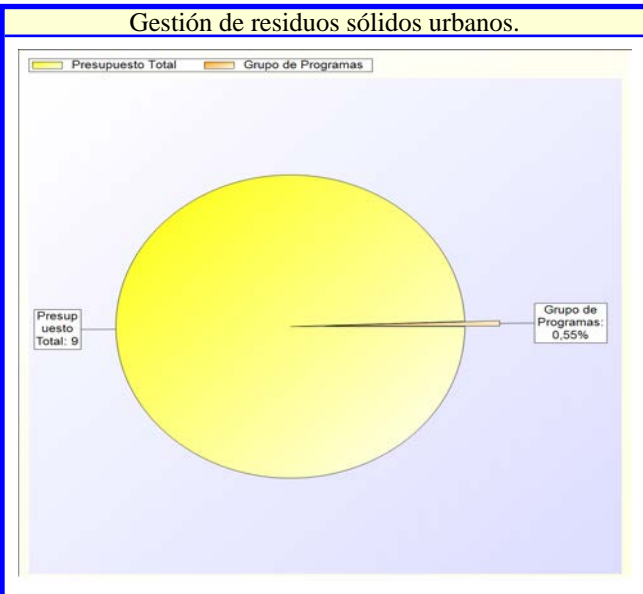 Gestión de residuos sólidos urbanos.
Presupuesto Total
Grupo de Programas
Presup
uesto
Total: 9
Grupo de
Programas:
0,55%